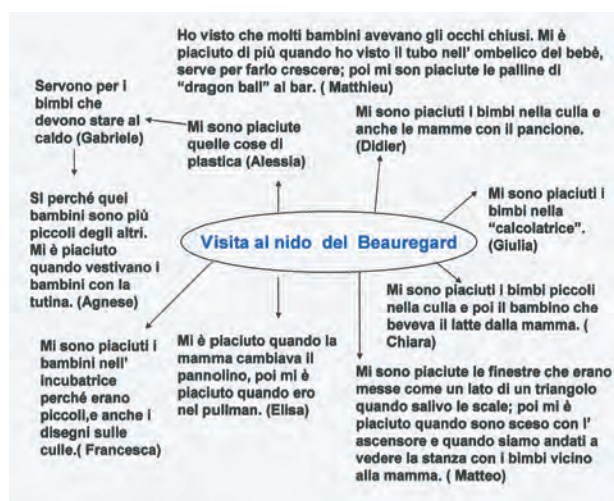 Ho visto che molti bambini avevano gli occhi chiusi. Mi è
piaciuto di più quando ho visto il tubo nell' ombelico del bebè,
serve per farlo crescere; poi mi son piaciute le palline di
“dragon ball” al bar. ( Matthieu)
Servono per i
bimbi che
devono stare al
caldo (Gabriele)
Mi sono piaciute
quelle cose di
plastica (Alessia)
Mi sono piaciuti i bimbi nella culla e
anche le mamme con il pancione.
(Didier)
Si perché quei
bambini sono più
piccoli degli altri.
Mi è piaciuto
quando vestivano i
bambini con la
tutina. (Agnese)
Mi sono piaciuti i
bimbi nella
“calcolatrice”.
(Giulia)
Visita al nido del Beauregard
Mi sono piaciuti i bimbi piccoli
nella culla e poi il bambino che
beveva il latte dalla mamma. (
Chiara)
Mi sono piaciuti i
bambini nell'
incubatrice
perché erano
piccoli,e anche i
disegni sulle
culle.( Francesca)
Mi è piaciuto quando la
mamma cambiava il
pannolino, poi mi è
piaciuto quando ero
nel pullman. (Elisa)
Mi sono piaciute le finestre che erano
messe come un lato di un triangolo
quando salivo le scale; poi mi è
piaciuto quando sono sceso con l'
ascensore e quando siamo andati a
vedere la stanza con i bimbi vicino
alla mamma. ( Matteo)